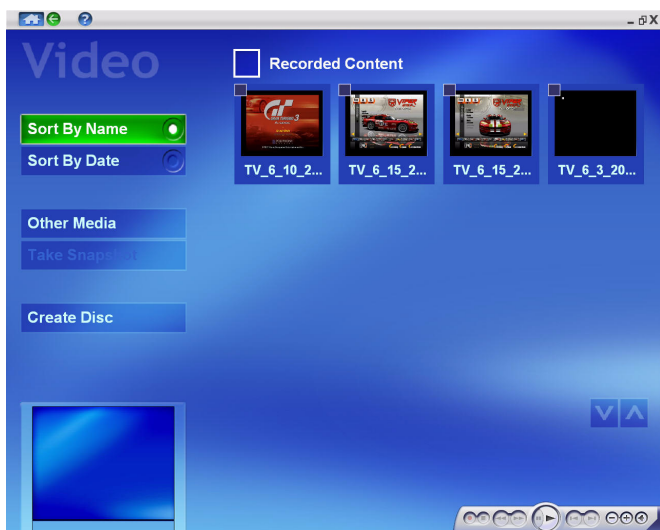 Video
Recorded Content
Sort By Name
Sort By Date
TV_6_10_2...
TV_6_15_2...
TV_6_15_2...
TV_6_3_20...
Other Media
Take Snapshot
Create Disc